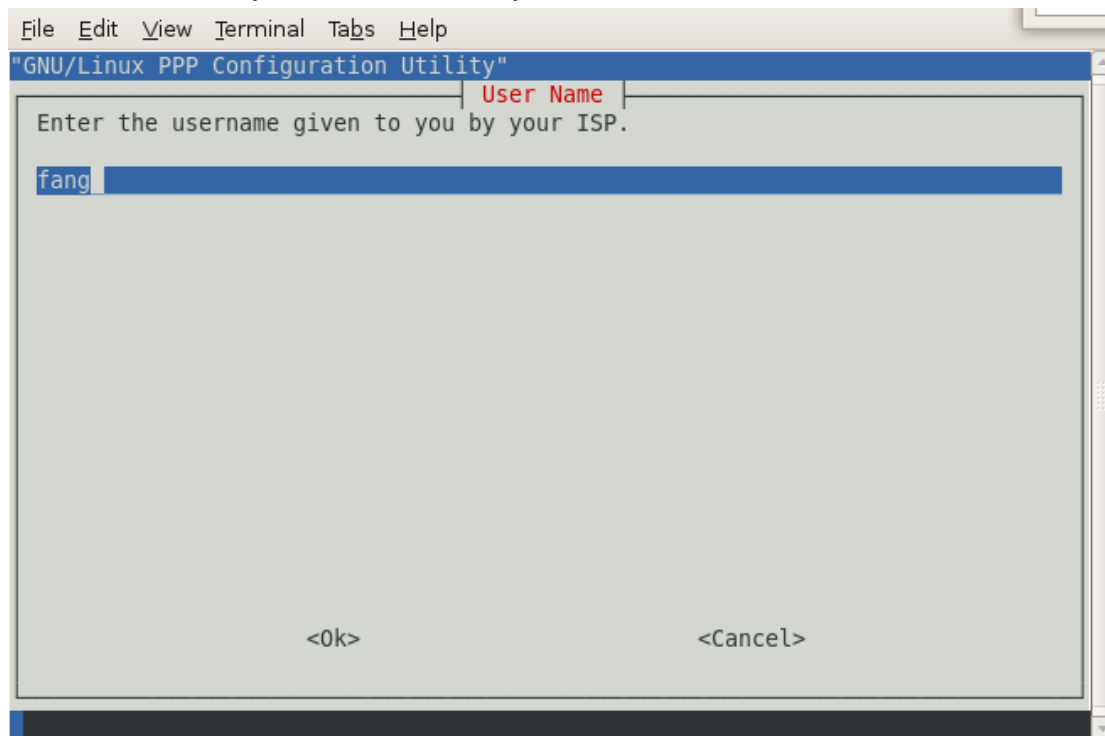 File Edit View Terminal Tabs Help
"GNU/Linux PPP Configuration Utility"
User Name
Enter the username given to you by your ISP.
fang
<Ok> <Cancel>